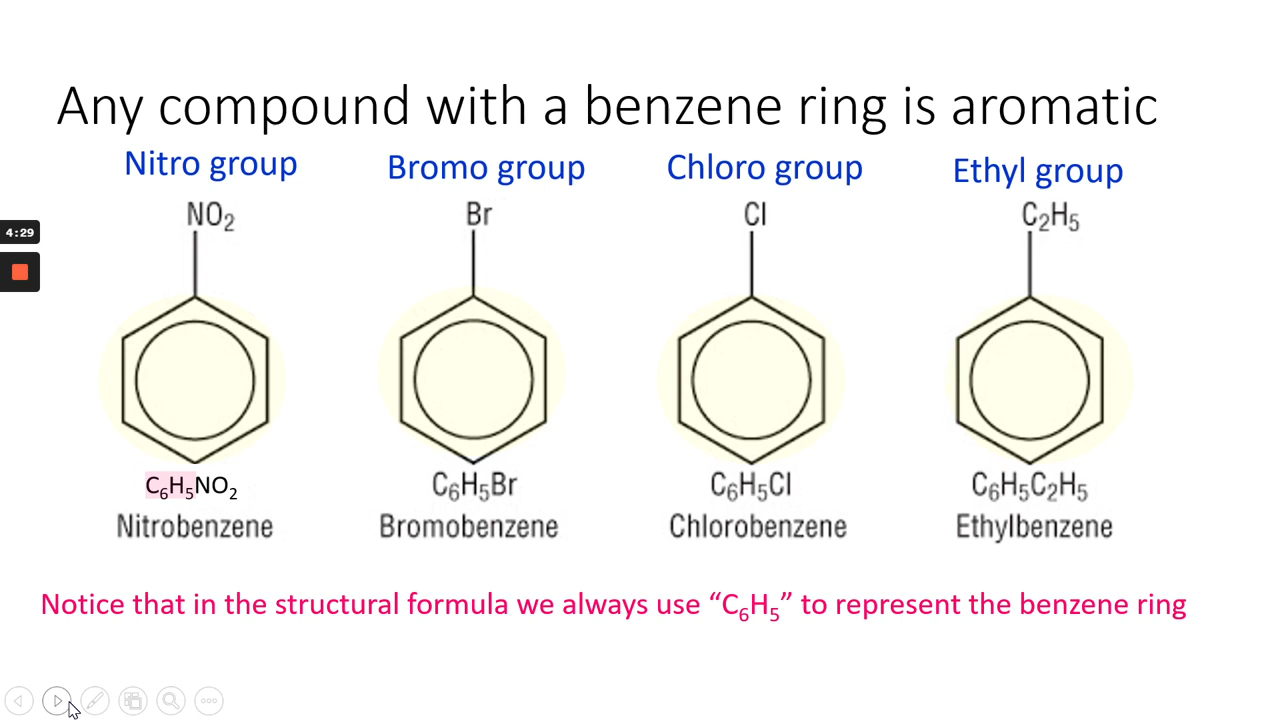 Any compound with a benzene ring is aromatic
Nitro group Bromo group Chloro group Ethyl group
NO₂ Br Cl C₂H₅
4:29
C₆H₅NO₂ C₆H₅Br C₆H₅Cl C₆H₅C₂H₅
Nitrobenzene Bromobenzene Chlorobenzene Ethylbenzene
Notice that in the structural formula we always use “C₆H₅” to represent the benzene ring